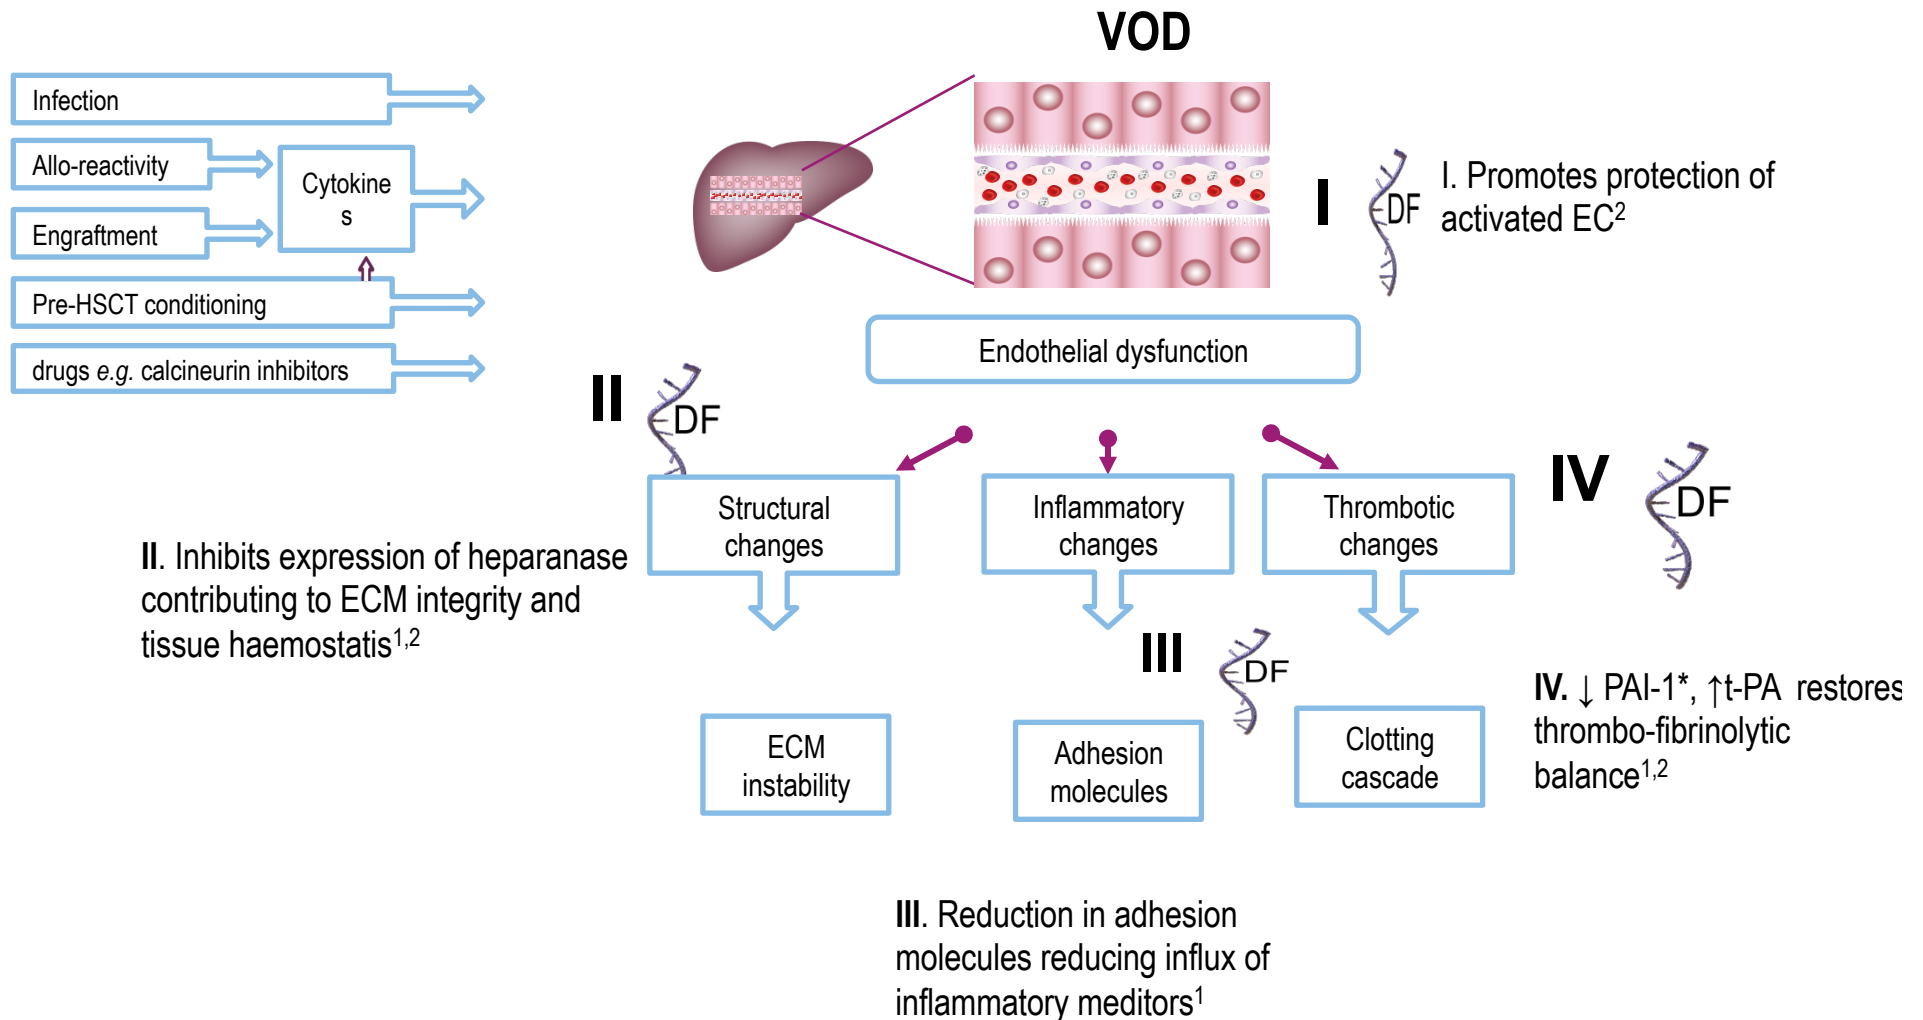 VOD
Infection
Allo-reactivity
Cytokine
s
Engraftment
Pre-HSCT conditioning
drugs e.g. calcineurin inhibitors
I
DF
I. Promotes protection of
activated EC2
Endothelial dysfunction
II
DF
Structural
changes
Inflammatory
changes
Thrombotic
changes
IV
DF
II. Inhibits expression of heparanase
contributing to ECM integrity and
tissue haemostatis1,2
III
DF
IV. ↓ PAI-1*, ↑t-PA restores
thrombo-fibrinolytic
balance1,2
ECM
instability
Adhesion
molecules
Clotting
cascade
III. Reduction in adhesion
molecules reducing influx of
inflammatory meditors1